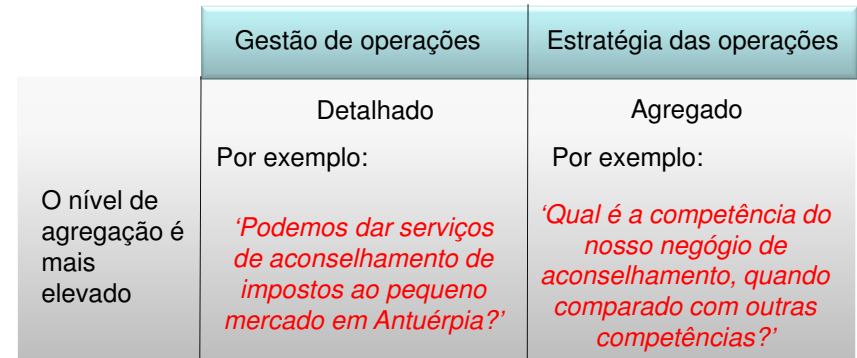 Gestão de operações
Estratégia das operações
O nível de
agregação é
mais
elevado
Detalhado
Por exemplo:
‘Podemos dar serviços
de aconselhamento de
impostos ao pequeno
mercado em Antuérpia?’
Agregado
Por exemplo:
‘Qual é a competência do
nosso negógio de
aconselhamento, quando
comparado com outras
competências?’